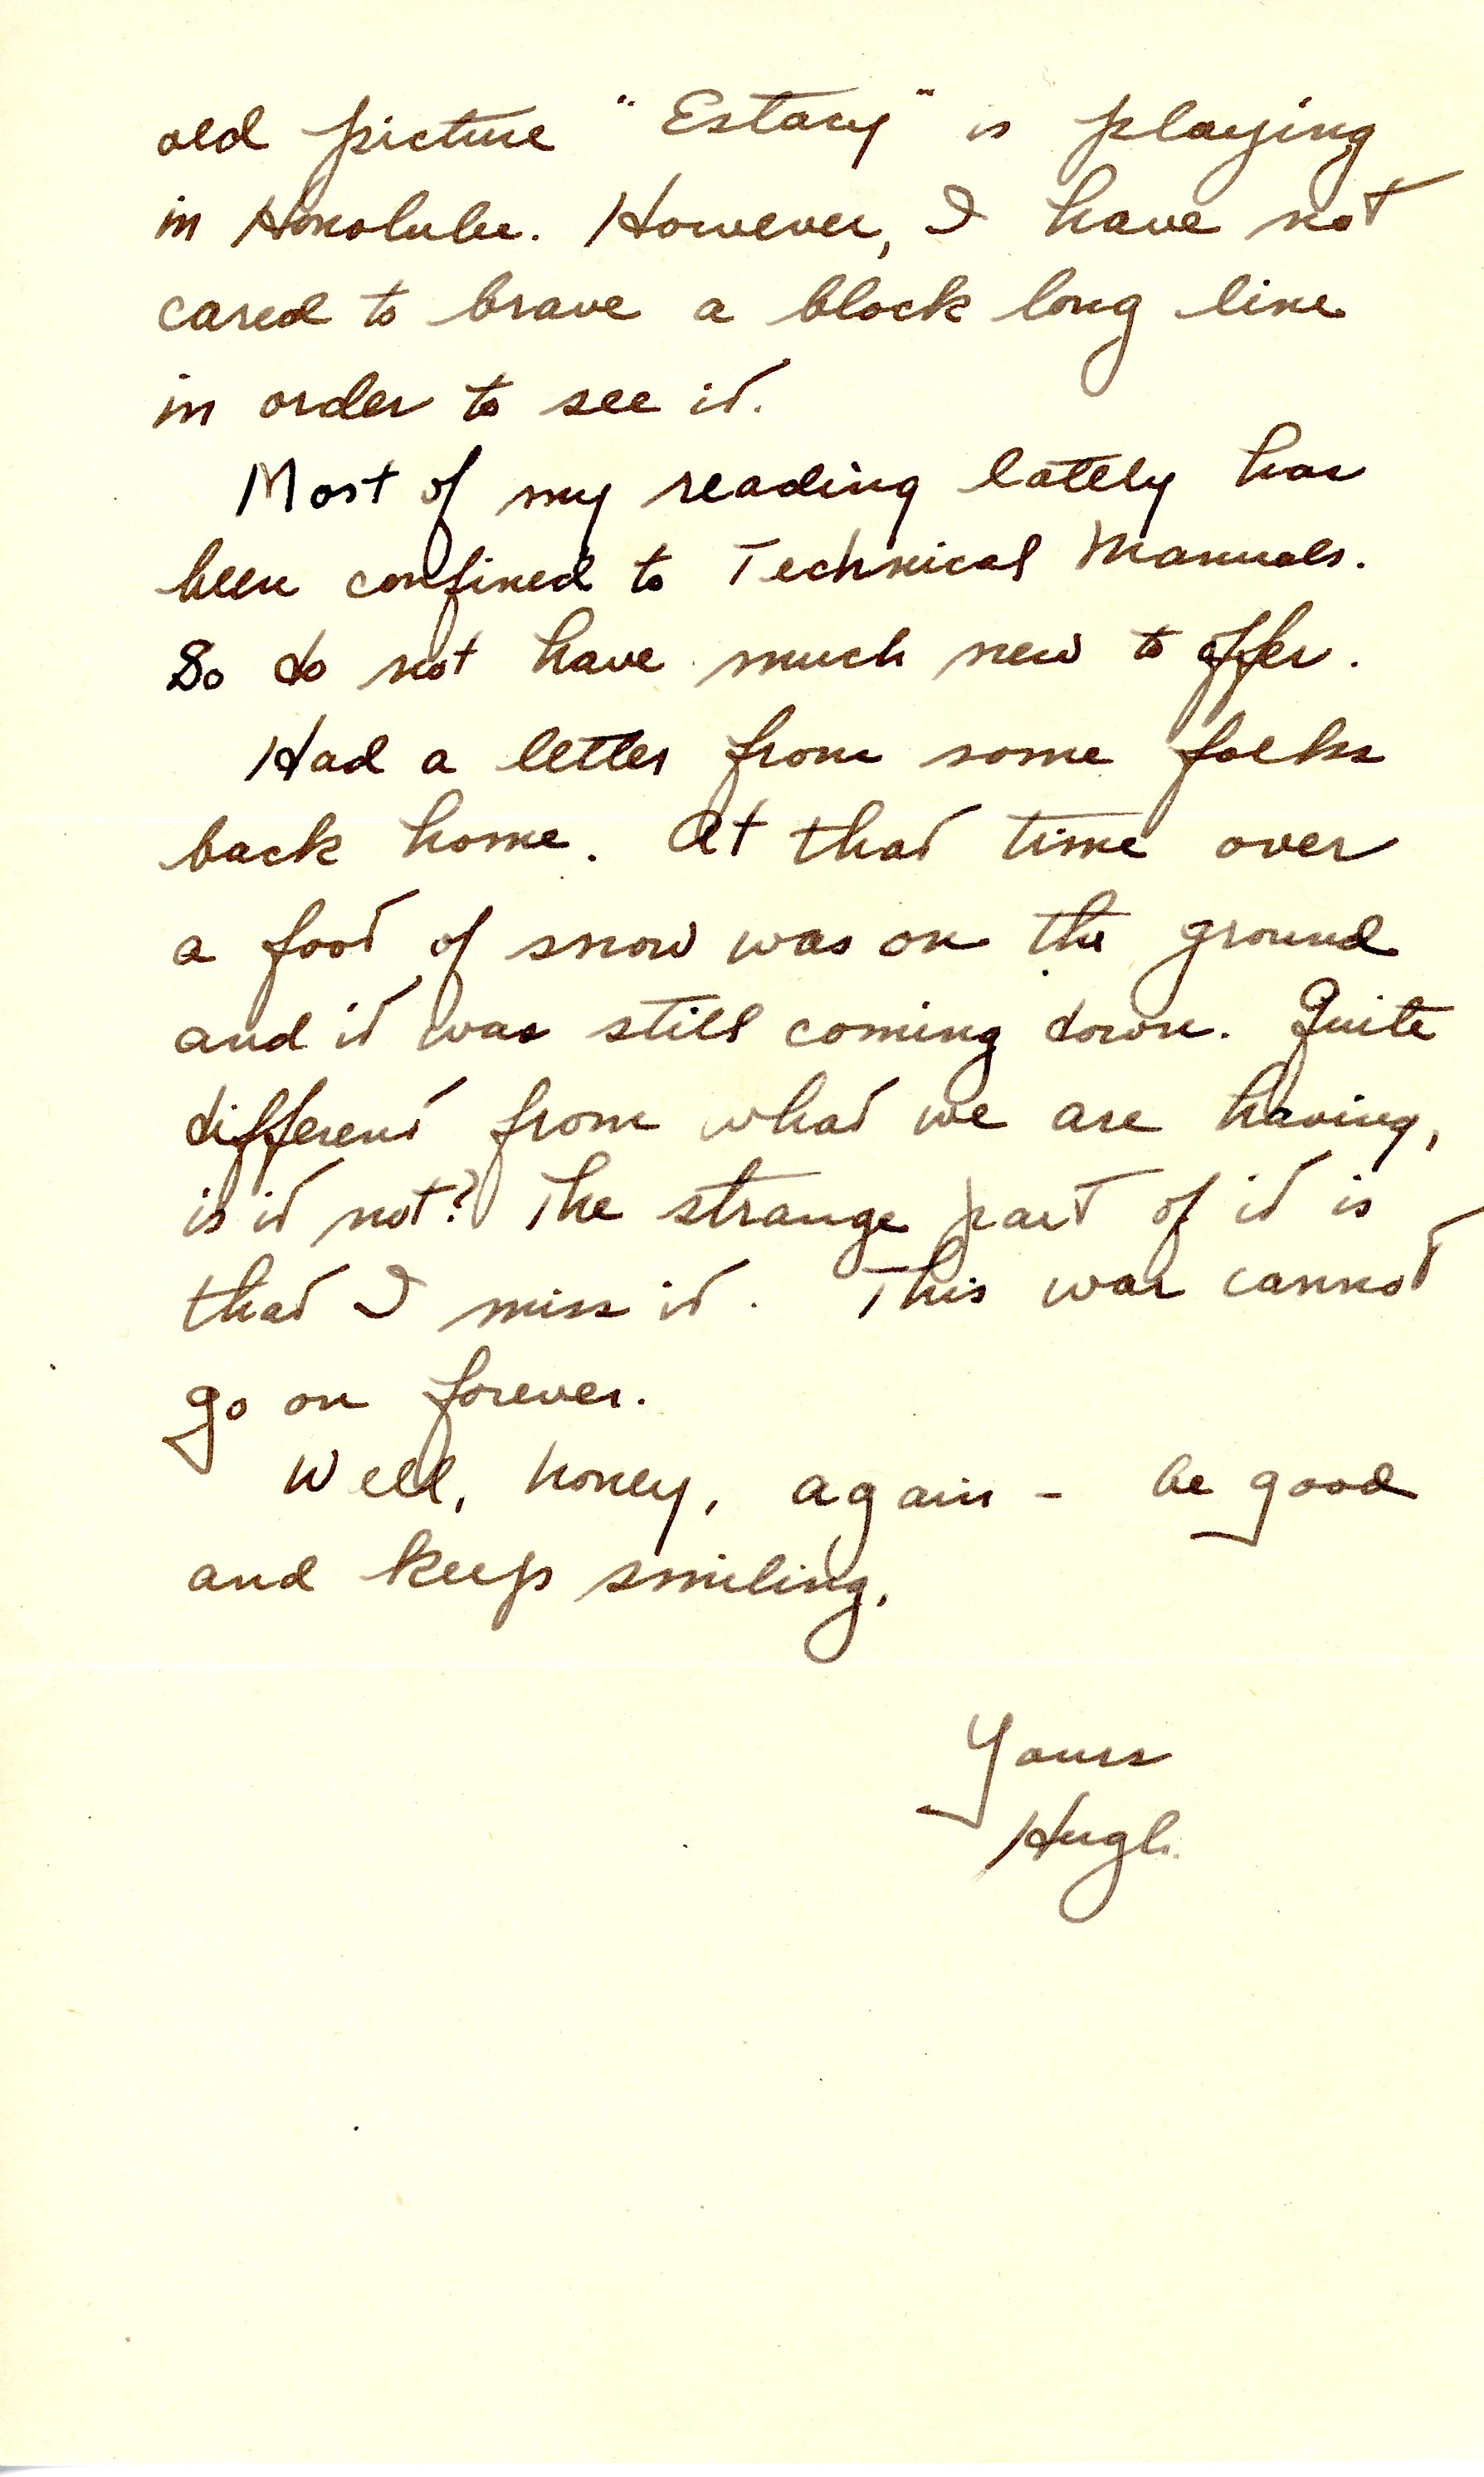 old picture "Estacy" is playing
in Honolulu. However, I have not
cared to brave a block long line
in order to see it.
Most of my reading lately has
been confined to Technical Manuals.
So do not have much new to offer.
Had a letter from some folks
back home. At that time over
a foot of snow was on the ground
and it was still coming down. Quite
different from what we are having,
is it not? The strange part of it is
that I miss it. This war cannot
go on forever.
Well, honey, again - be good
and keep smiling.
Yours
Hugh.